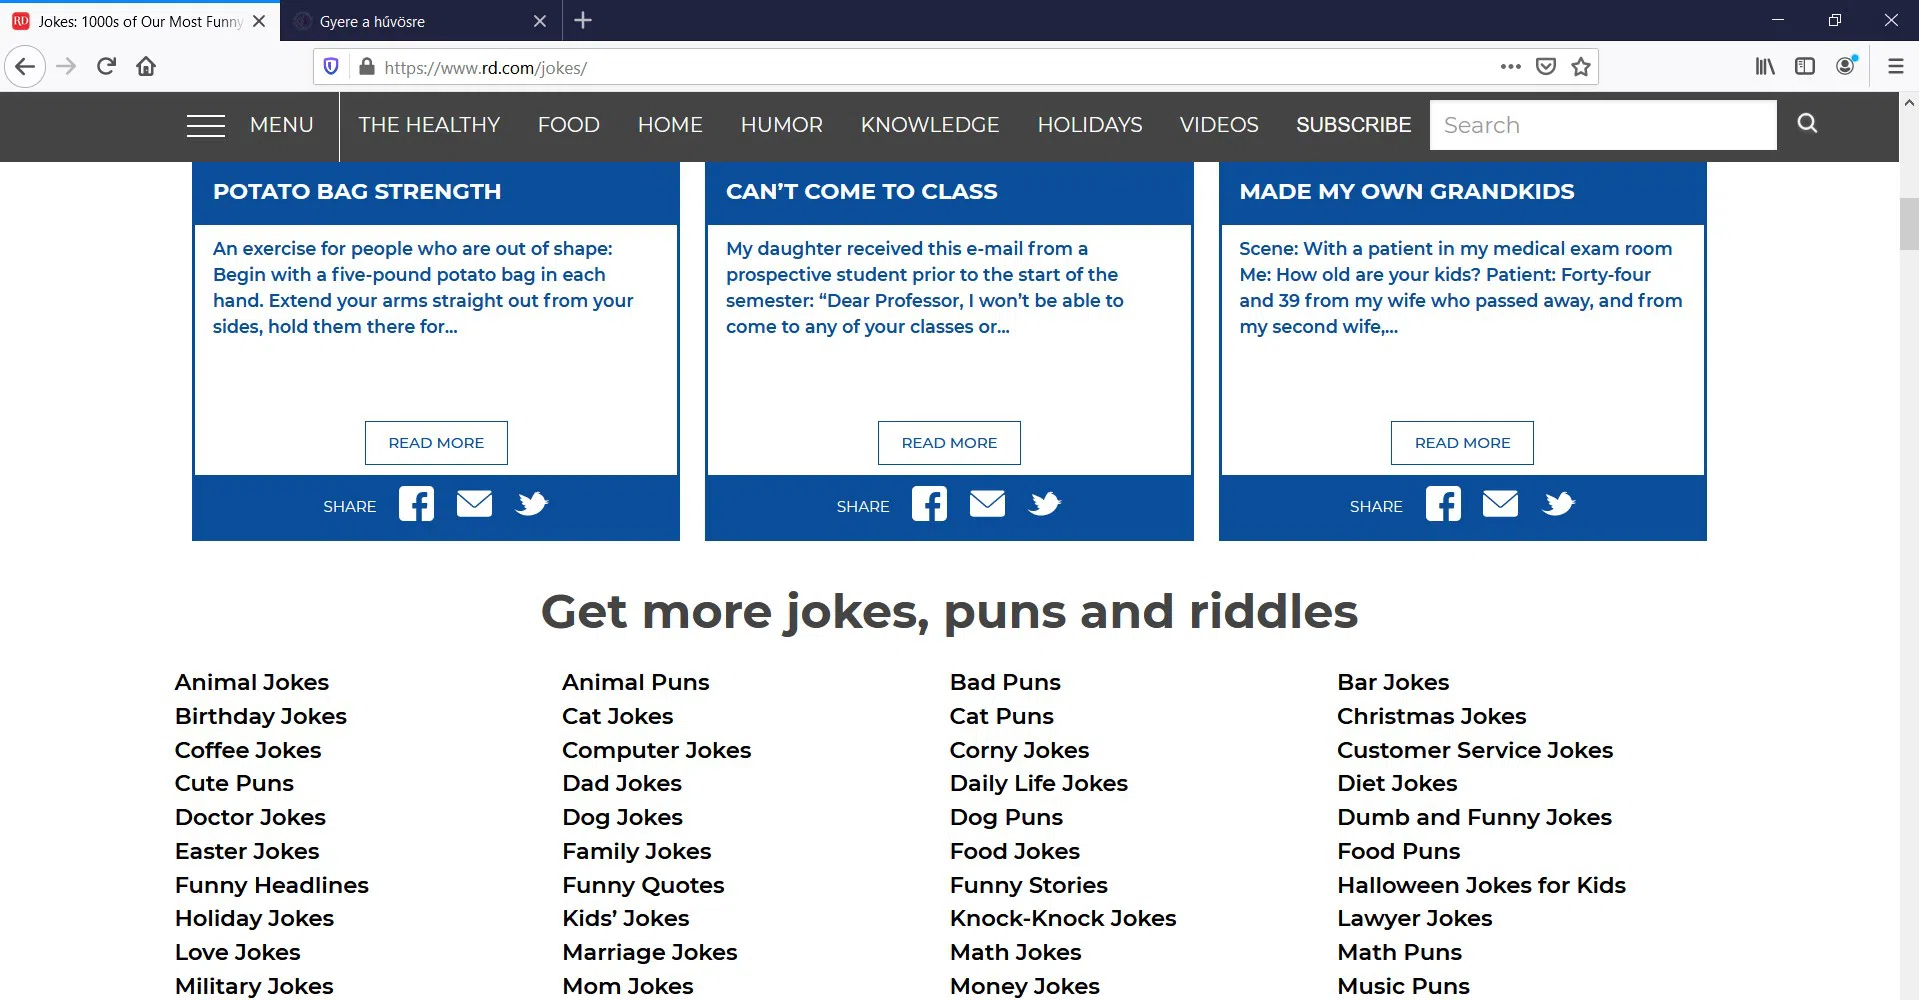 RD Jokes: 1000s of Our Most Funny
Gyere a hűvösre
https://www.rd.com/jokes/
MENU THE HEALTHY FOOD HOME HUMOR KNOWLEDGE HOLIDAYS VIDEOS SUBSCRIBE Search
POTATO BAG STRENGTH
An exercise for people who are out of shape:
Begin with a five-pound potato bag in each
hand. Extend your arms straight out from your
sides, hold them there for...
READ MORE
SHARE
CAN’T COME TO CLASS
My daughter received this e-mail from a
prospective student prior to the start of the
semester: “Dear Professor, I won’t be able to
come to any of your classes or...
READ MORE
SHARE
MADE MY OWN GRANDKIDS
Scene: With a patient in my medical exam room
Me: How old are your kids? Patient: Forty-four
and 39 from my wife who passed away, and from
my second wife,...
READ MORE
SHARE
Get more jokes, puns and riddles
Animal Jokes Animal Puns Bad Puns Bar Jokes
Birthday Jokes Cat Jokes Cat Puns Christmas Jokes
Coffee Jokes Computer Jokes Corny Jokes Customer Service Jokes
Cute Puns Dad Jokes Daily Life Jokes Diet Jokes
Doctor Jokes Dog Jokes Dog Puns Dumb and Funny Jokes
Easter Jokes Family Jokes Food Jokes Food Puns
Funny Headlines Funny Quotes Funny Stories Halloween Jokes for Kids
Holiday Jokes Kids’ Jokes Knock-Knock Jokes Lawyer Jokes
Love Jokes Marriage Jokes Math Jokes Math Puns
Military Jokes Mom Jokes Money Jokes Music Puns